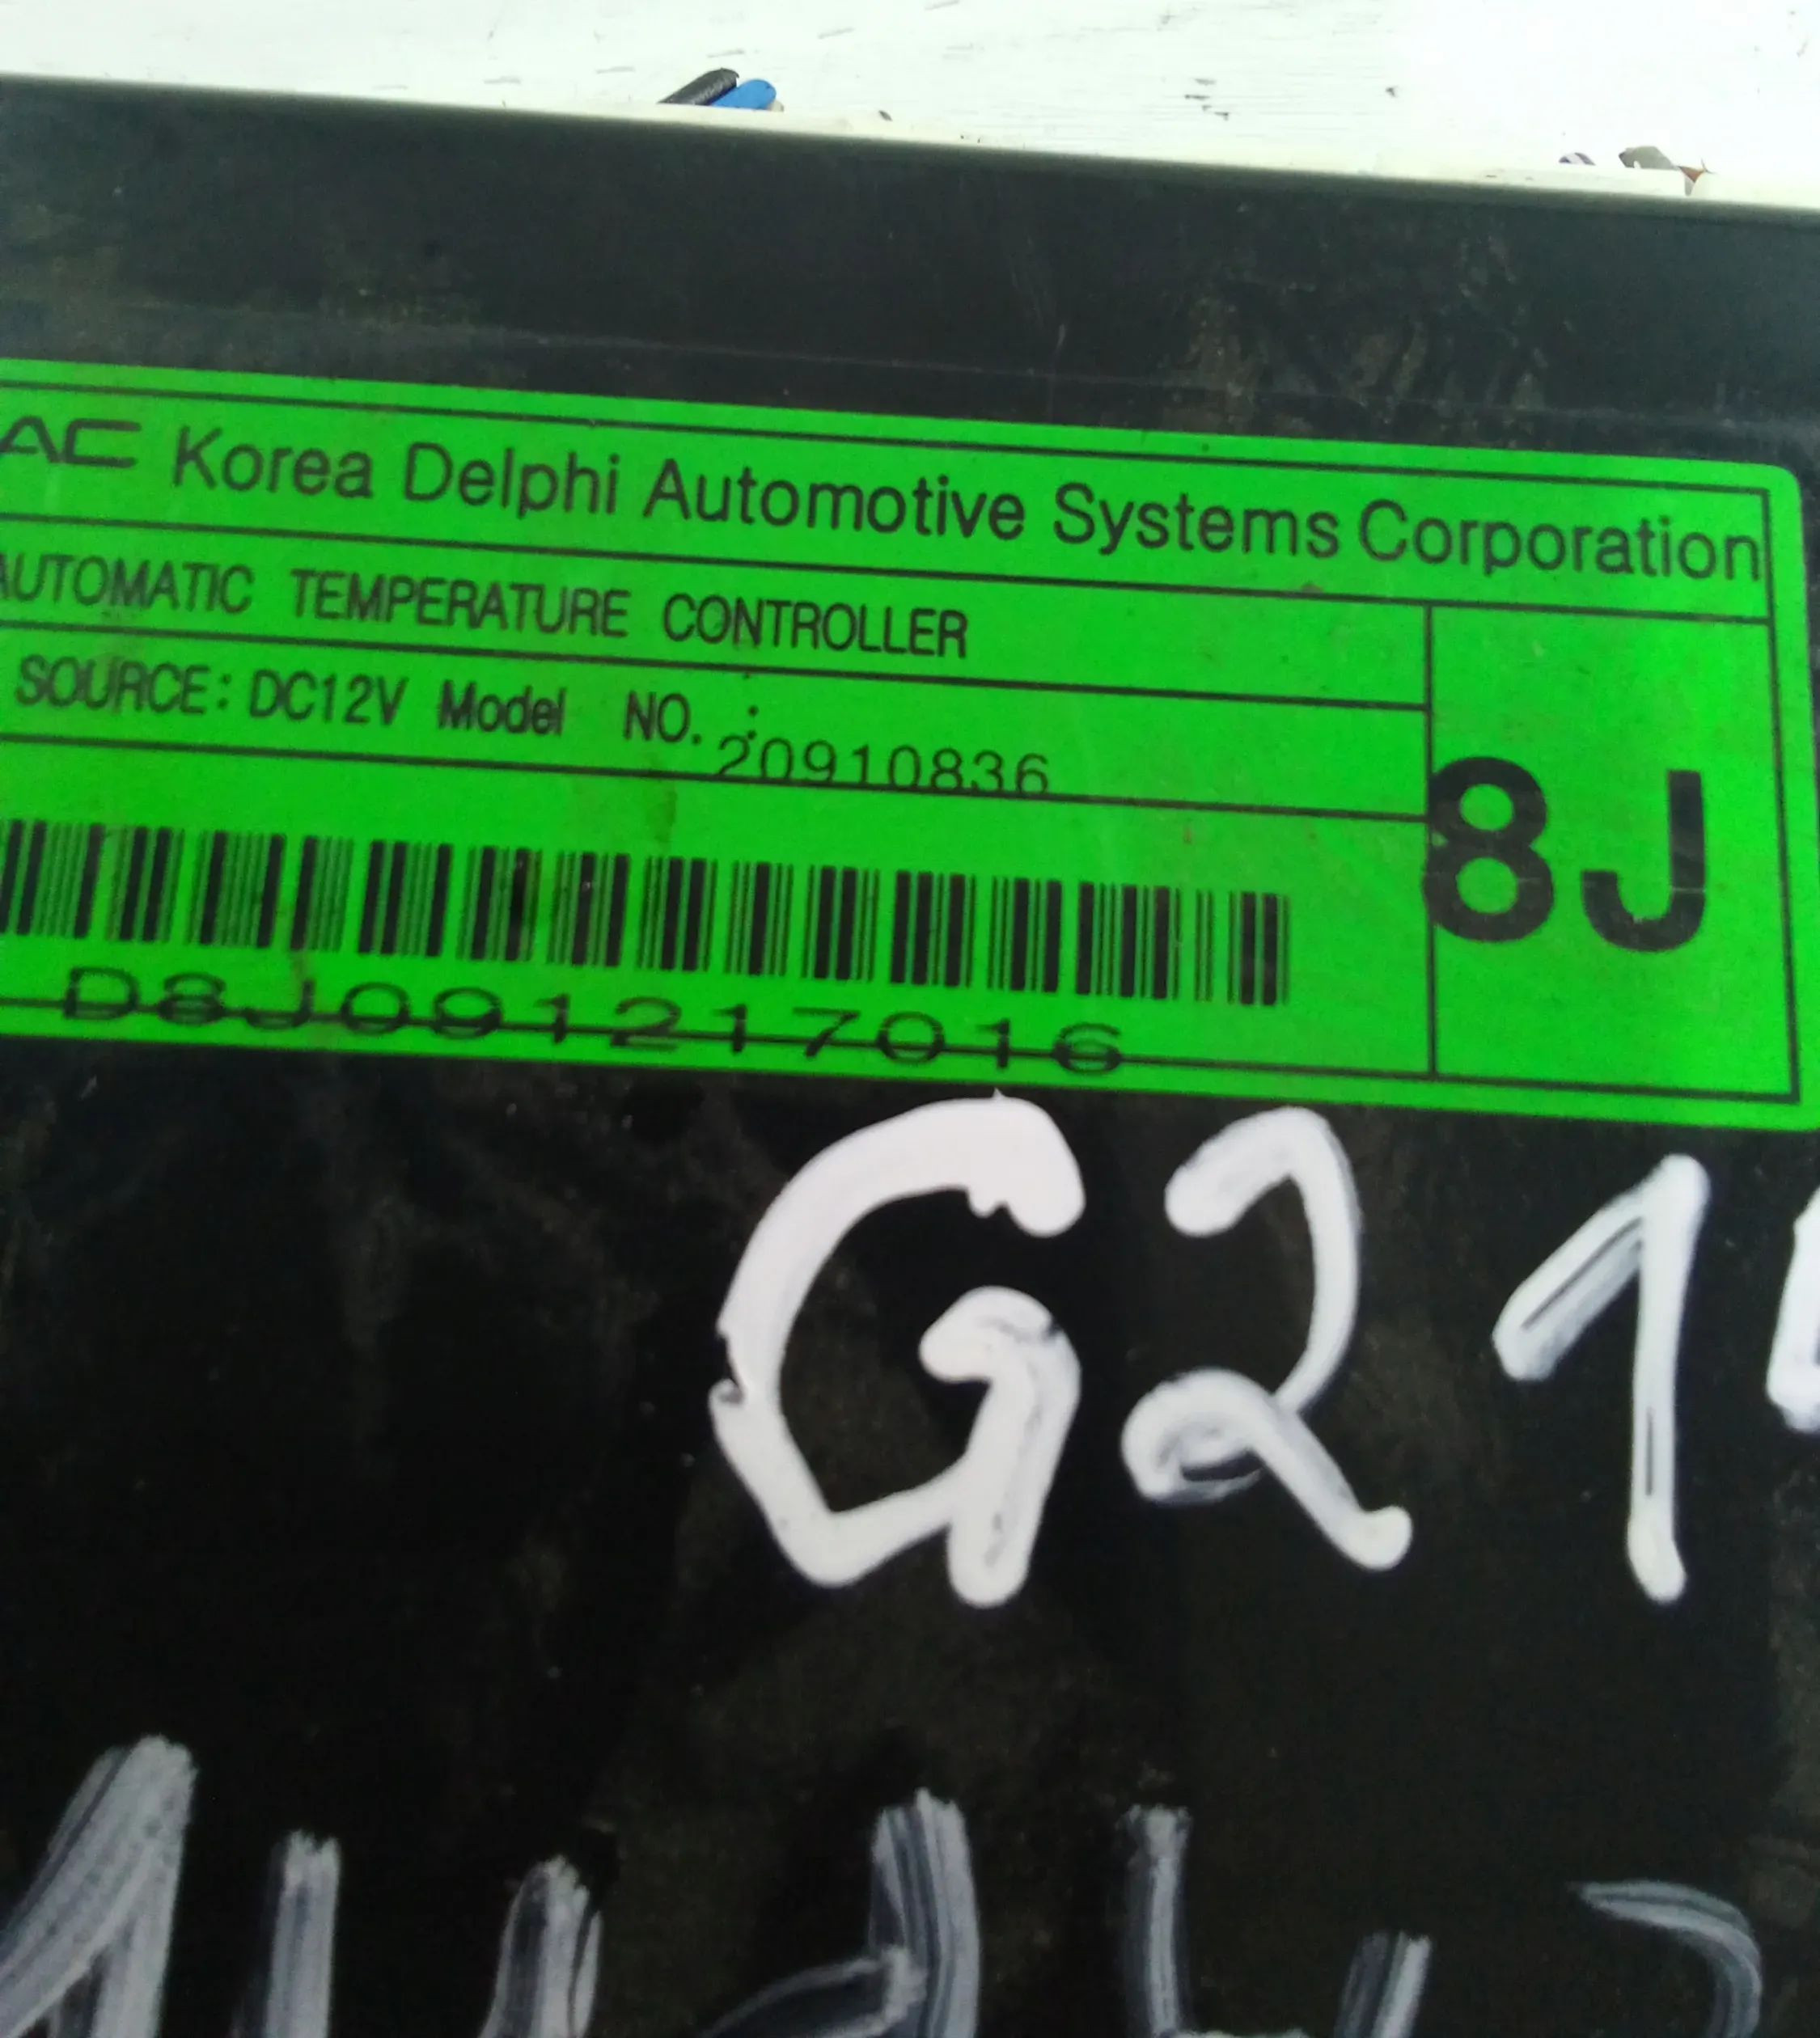 AC Korea Delphi Automotive Systems Corporation
AUTOMATIC TEMPERATURE CONTROLLER
SOURCE: DC12V Model NO. : 20910836
8J
D8J091217016
G21